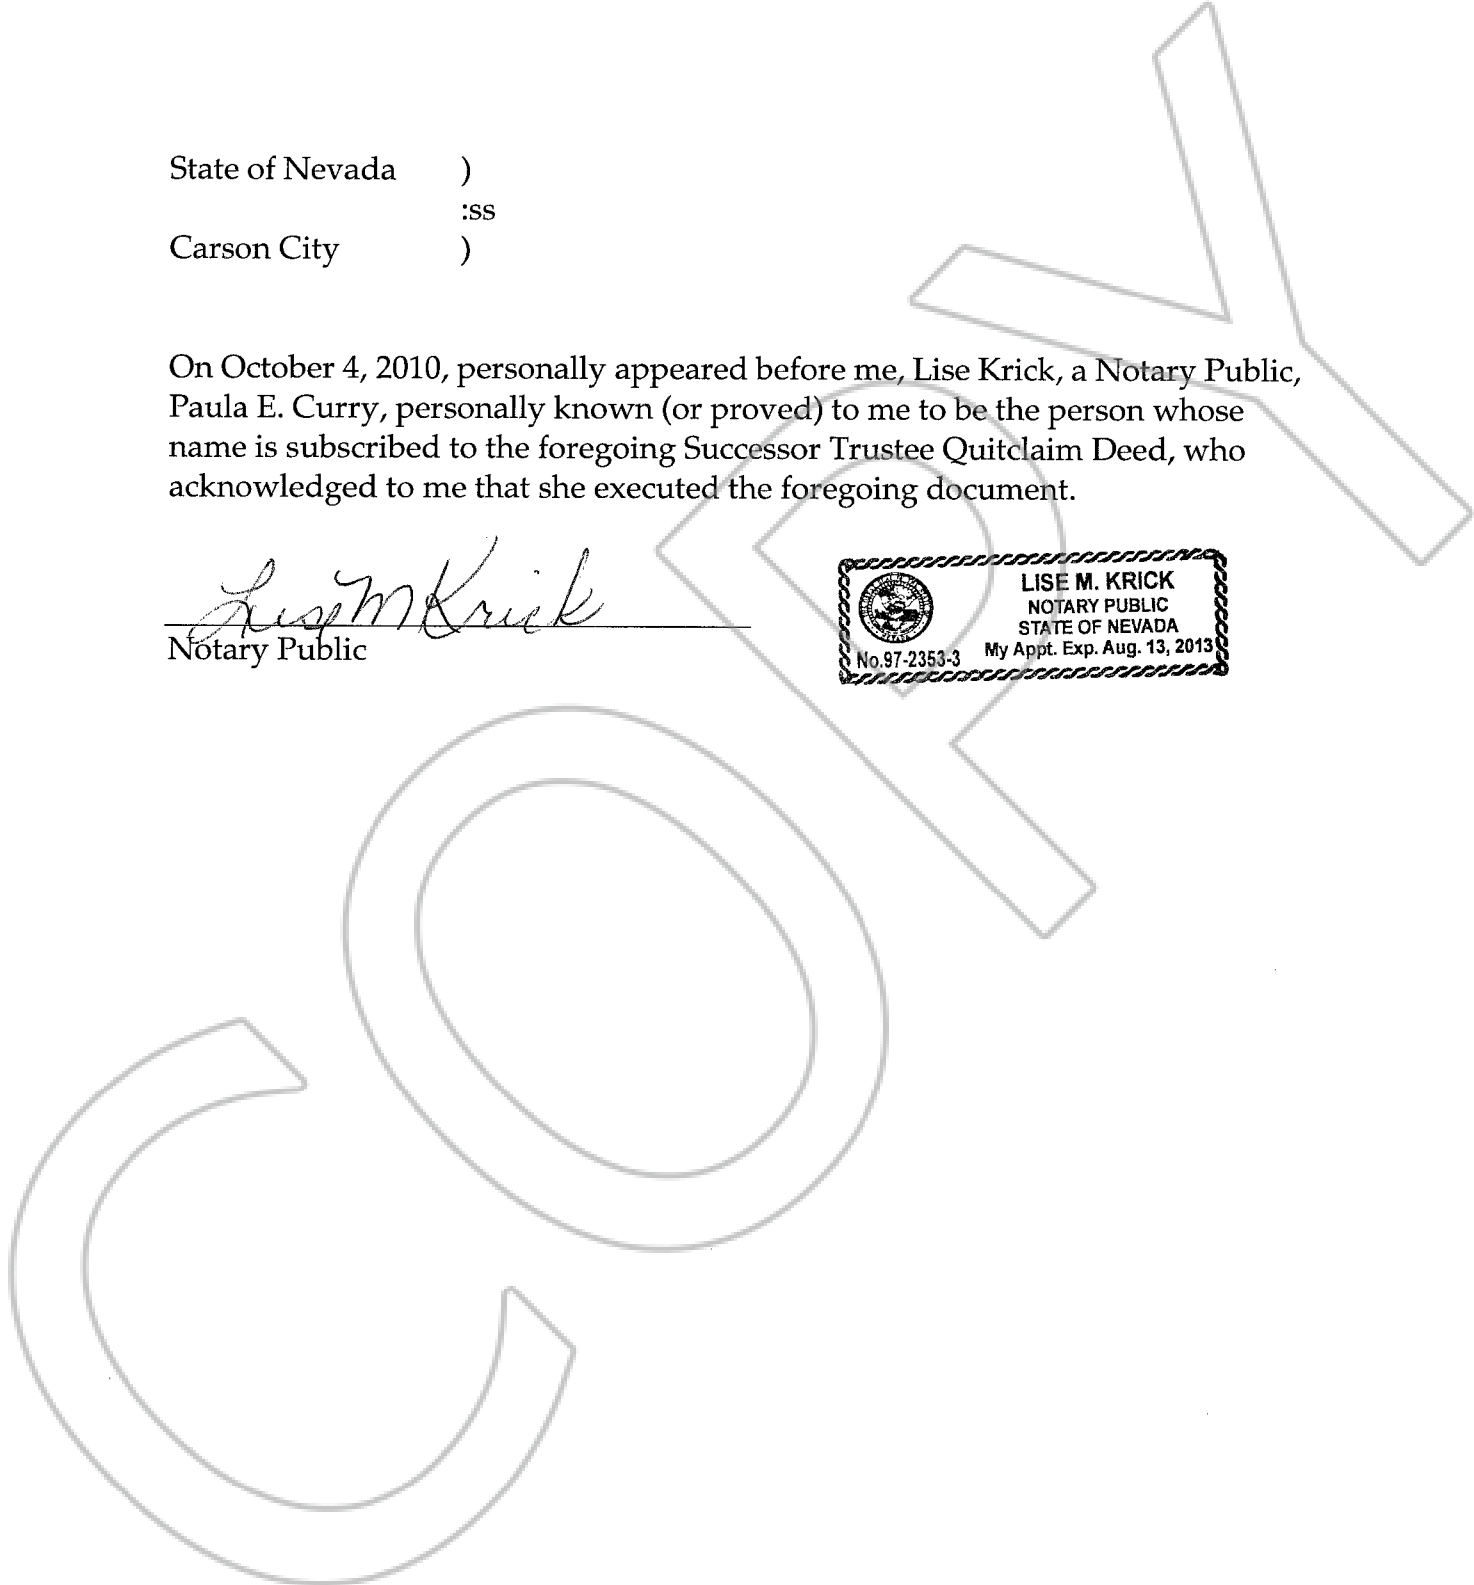 State of Nevada )
:ss
Carson City )
On October 4, 2010, personally appeared before me, Lise Krick, a Notary Public,
Paula E. Curry, personally known (or proved) to me to be the person whose
name is subscribed to the foregoing Successor Trustee Quitclaim Deed, who
acknowledged to me that she executed the foregoing document.
Lise M Krick
Notary Public
LISE M. KRICK
NOTARY PUBLIC
STATE OF NEVADA
No.97-2353-3 My Appt. Exp. Aug. 13, 2013
COPY